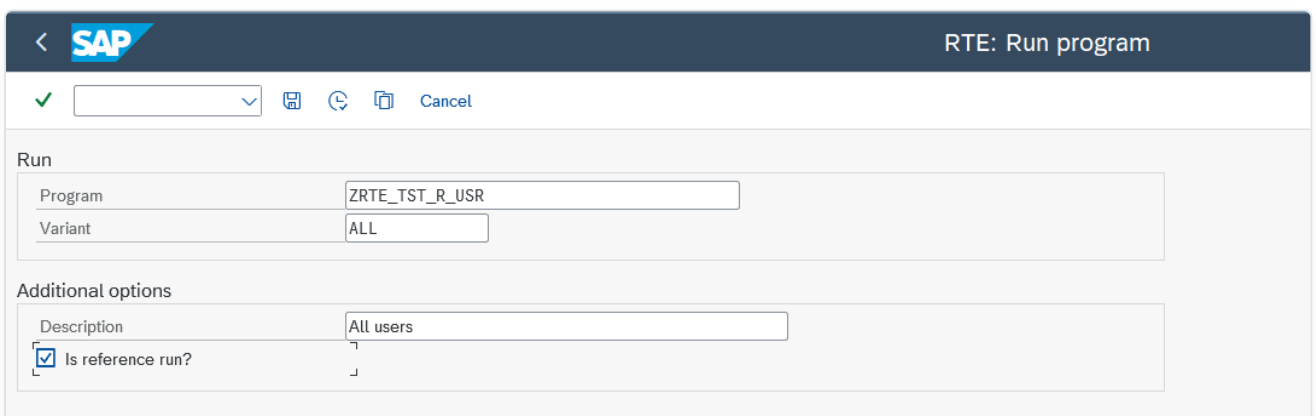 SAP RTE: Run program
Cancel
Run
Program ZRTE_TST_R_USR
Variant ALL
Additional options
Description All users
Is reference run?